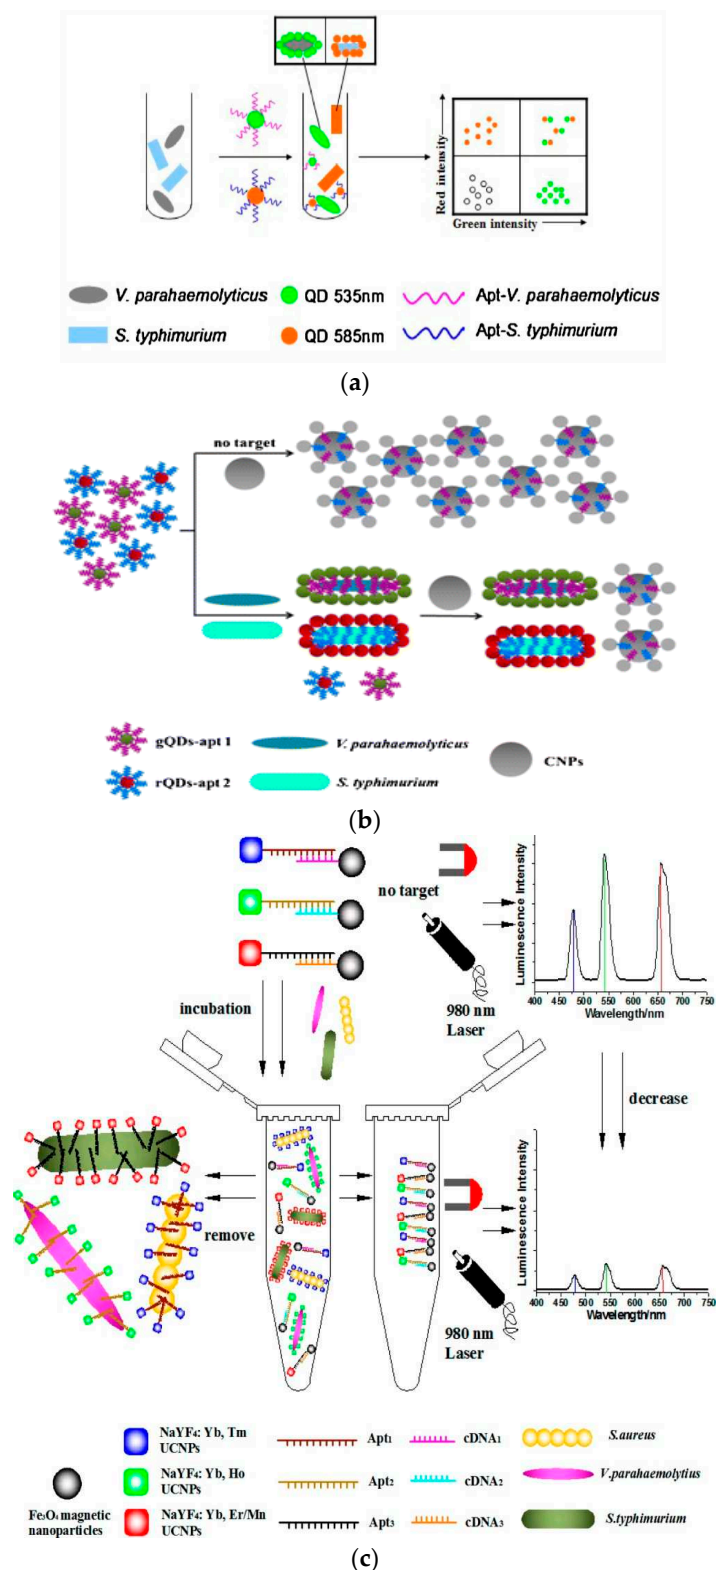 Red intensity
Green intensity
V. parahaemolyticus
QD 535nm
Apt-V. parahaemolyticus
S. typhimurium
QD 585nm
Apt-S. typhimurium
(a)
no target
gQDs-apt 1
V. parahaemolyticus
CNPs
rQDs-apt 2
S. typhimurium
(b)
no target
980 nm
Laser
Luminescence Intensity
400 450 500 550 600 650 700 750
Wavelength/nm
incubation
decrease
remove
980 nm
Laser
Luminescence Intensity
400 450 500 550 600 650 700 750
Wavelength/nm
Fe3O4 magnetic
nanoparticles
NaYF4: Yb, Tm
UCNPs
Apt1
cDNA1
S.aureus
NaYF4: Yb, Ho
UCNPs
Apt2
cDNA2
V.parahaemolytius
NaYF4: Yb, Er/Mn
UCNPs
Apt3
cDNA3
S.typhimurium
(c)